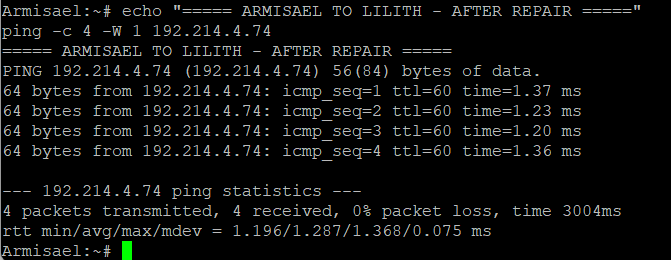 Armisael:~# echo "===== ARMISAEL TO LILITH - AFTER REPAIR ====="
ping -c 4 -W 1 192.214.4.74
===== ARMISAEL TO LILITH - AFTER REPAIR =====
PING 192.214.4.74 (192.214.4.74) 56(84) bytes of data.
64 bytes from 192.214.4.74: icmp_seq=1 ttl=60 time=1.37 ms
64 bytes from 192.214.4.74: icmp_seq=2 ttl=60 time=1.23 ms
64 bytes from 192.214.4.74: icmp_seq=3 ttl=60 time=1.20 ms
64 bytes from 192.214.4.74: icmp_seq=4 ttl=60 time=1.36 ms

--- 192.214.4.74 ping statistics ---
4 packets transmitted, 4 received, 0% packet loss, time 3004ms
rtt min/avg/max/mdev = 1.196/1.287/1.368/0.075 ms
Armisael:~#